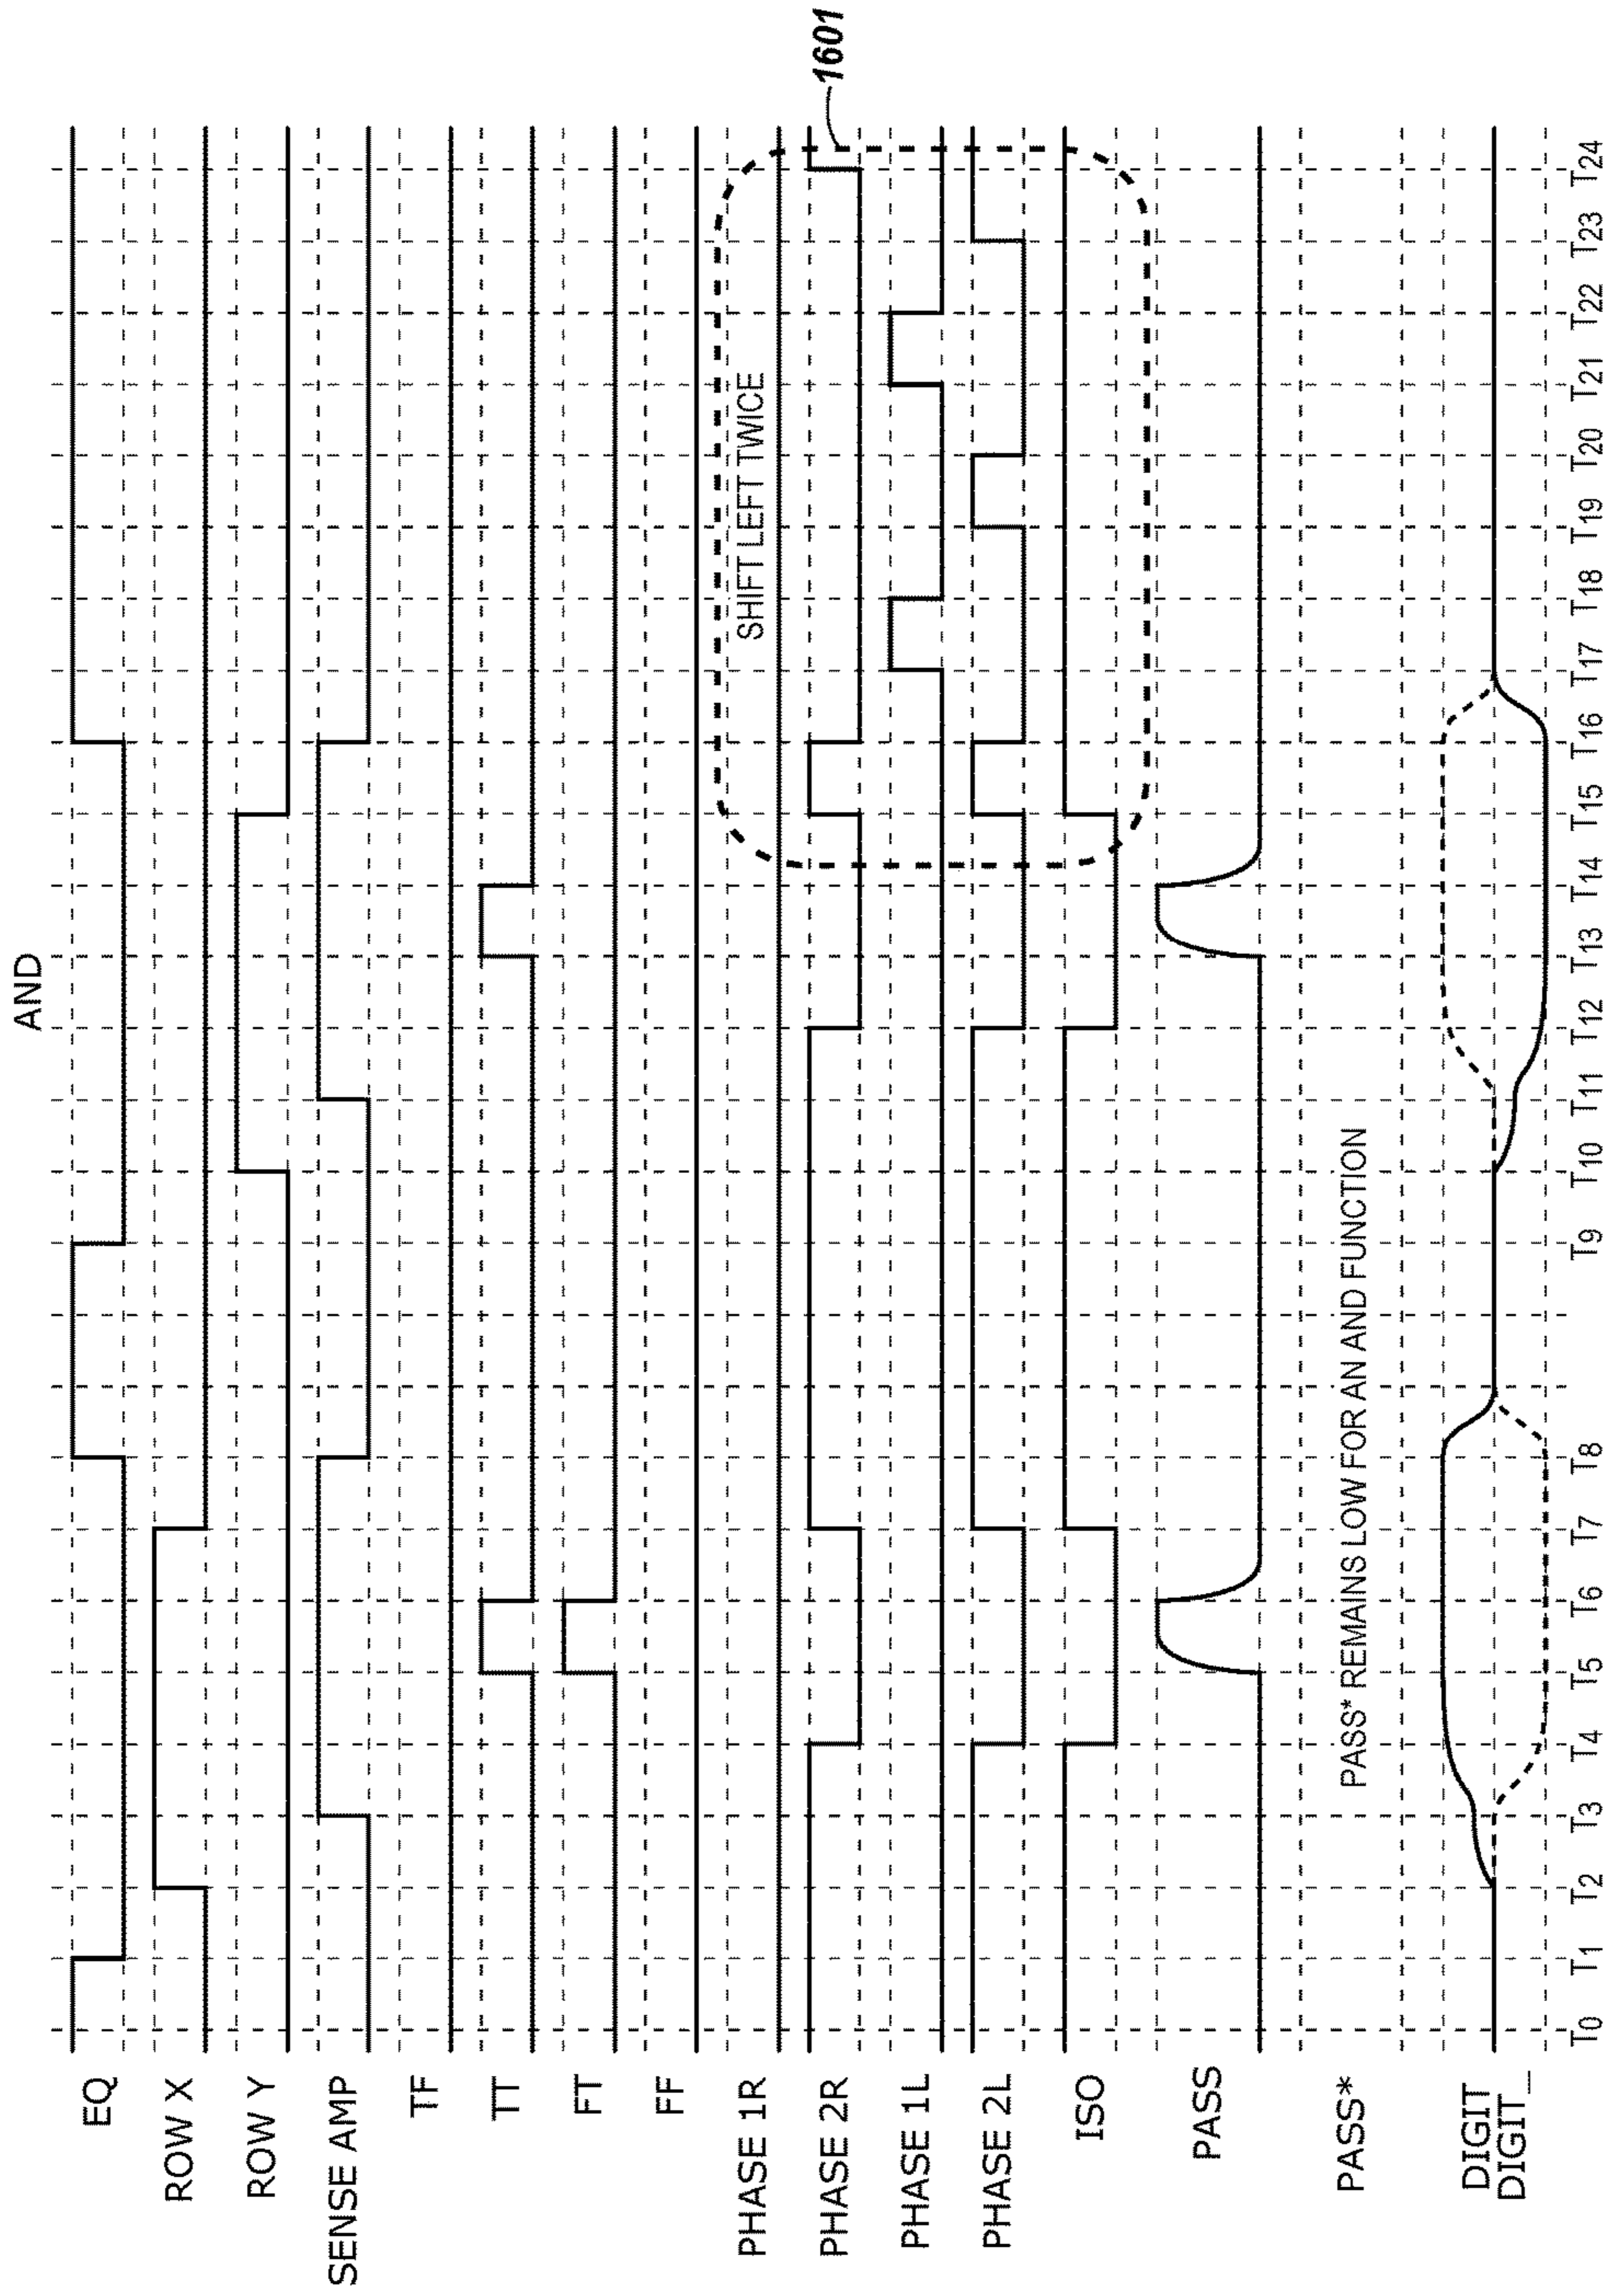 AND
EQ
ROW X
ROW Y
SENSE AMP
TF
TT
FT
FF
PHASE 1R
PHASE 2R
PHASE 1L
PHASE 2L
ISO
PASS
PASS*
DIGIT
DIGIT_
SHIFT LEFT TWICE
1601
PASS* REMAINS LOW FOR AN AND FUNCTION
T0 T1 T2 T3 T4 T5 T6 T7 T8 T9 T10 T11 T12 T13 T14 T15 T16 T17 T18 T19 T20 T21 T22 T23 T24